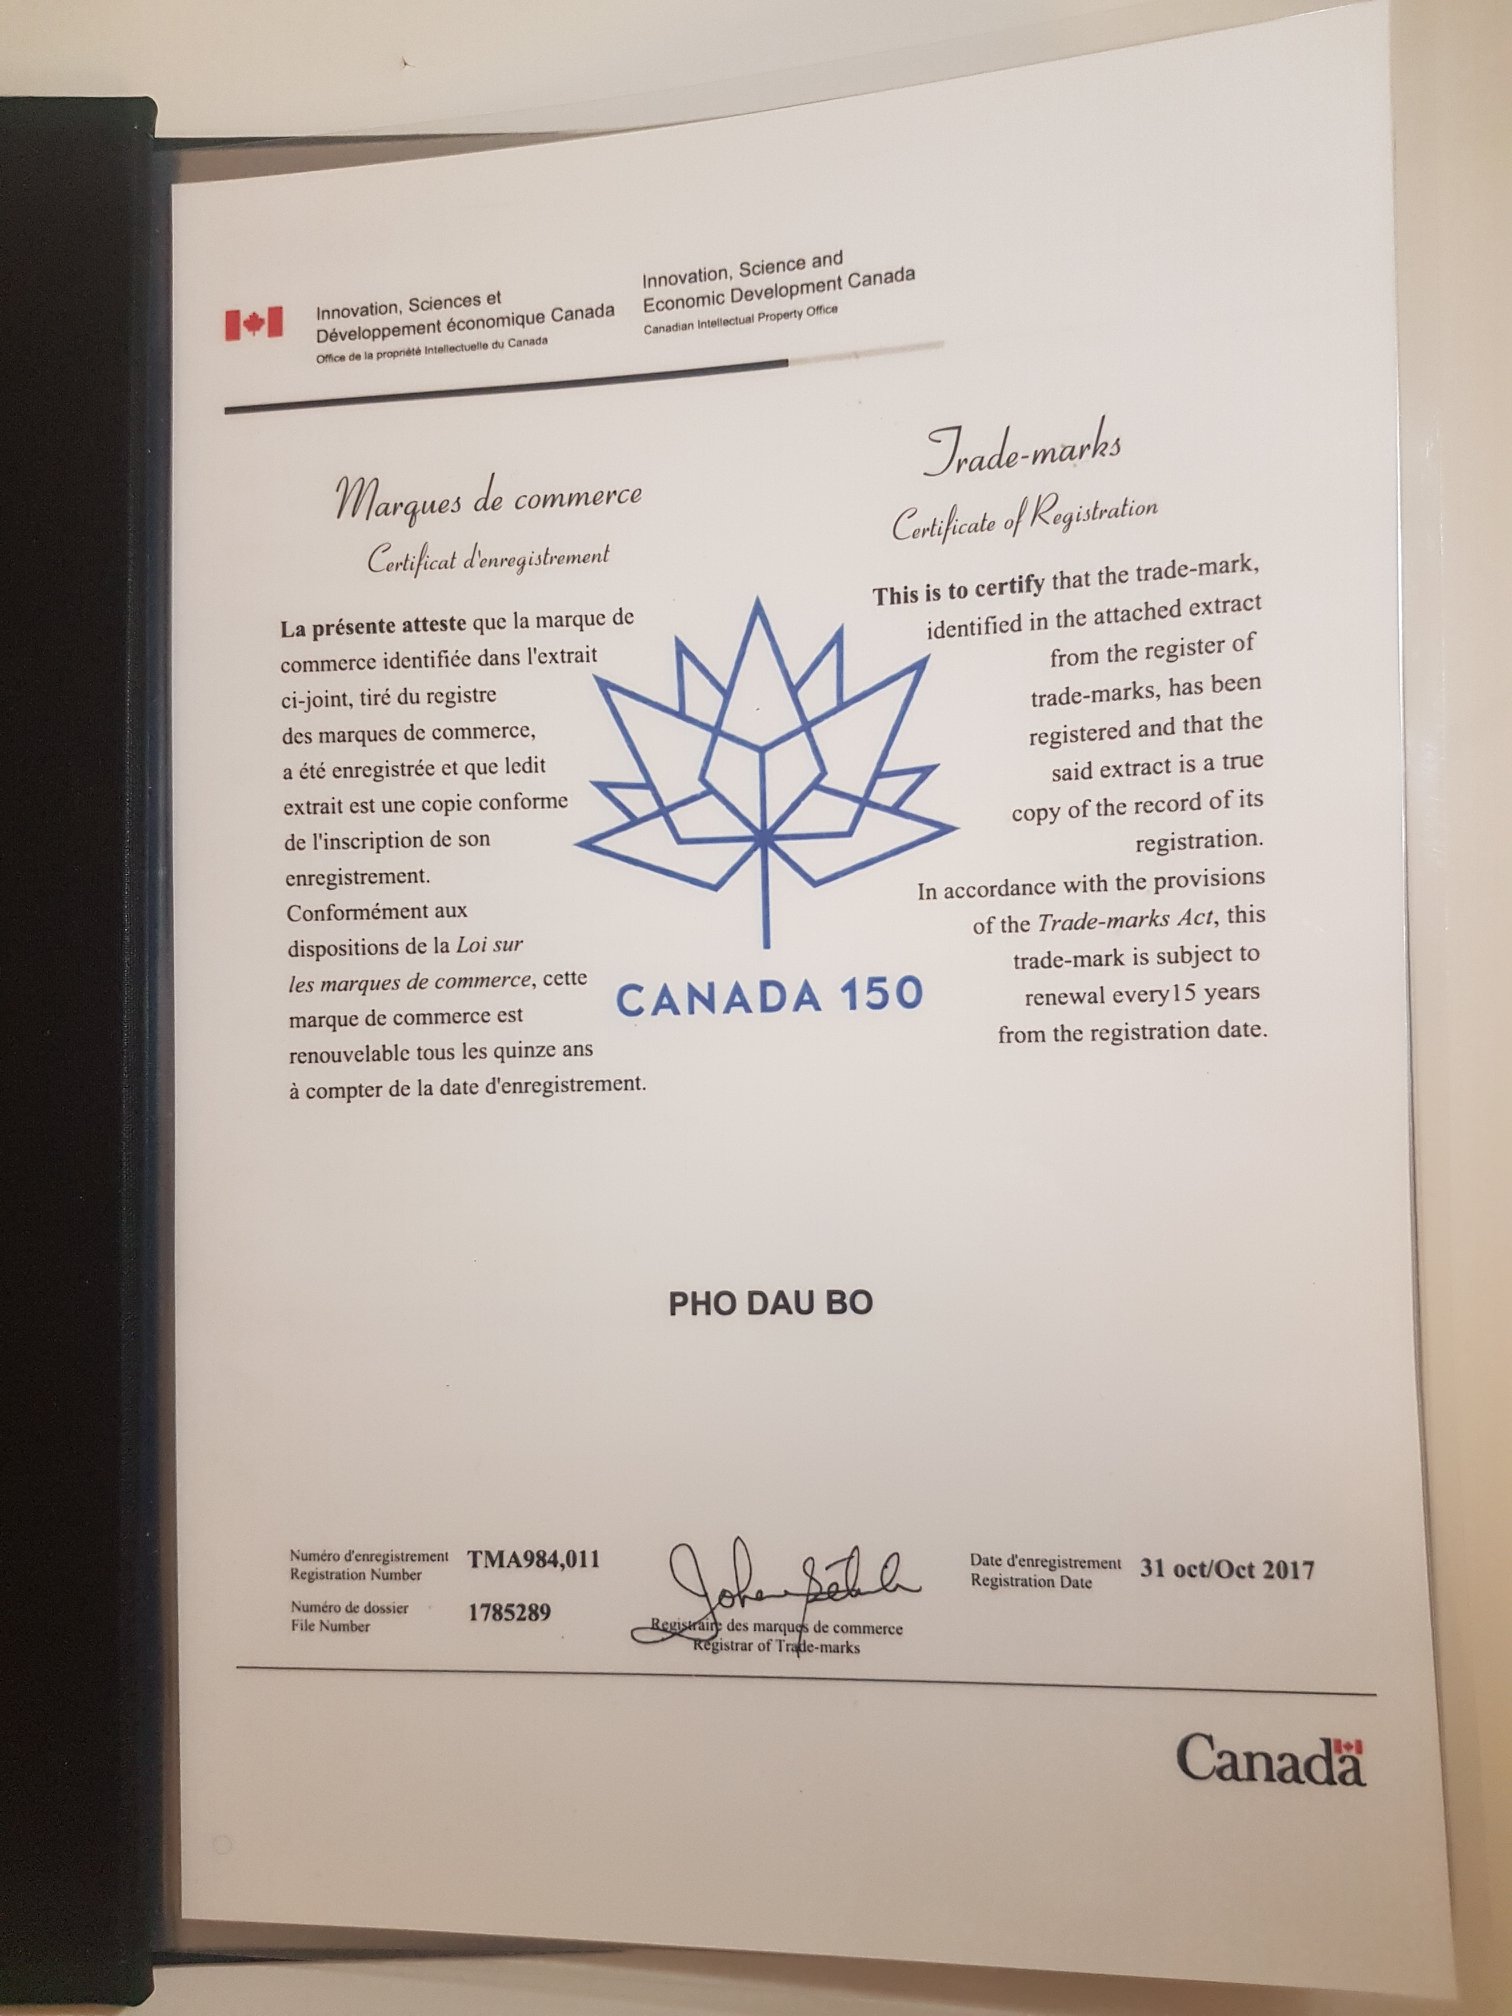 Innovation, Sciences et
Développement économique Canada
Office de la propriété Intellectuelle du Canada
Innovation, Science and
Economic Development Canada
Canadian Intellectual Property Office
Marques de commerce
Certificat d'enregistrement
La présente atteste que la marque de
commerce identifiée dans l'extrait
ci-joint, tiré du registre
des marques de commerce,
a été enregistrée et que ledit
extrait est une copie conforme
de l'inscription de son
enregistrement.
Conformément aux
dispositions de la Loi sur
les marques de commerce, cette
marque de commerce est
renouvelable tous les quinze ans
à compter de la date d'enregistrement.
Trade-marks
Certificate of Registration
This is to certify that the trade-mark,
identified in the attached extract
from the register of
trade-marks, has been
registered and that the
said extract is a true
copy of the record of its
registration.
In accordance with the provisions
of the Trade-marks Act, this
trade-mark is subject to
renewal every15 years
from the registration date.
CANADA 150
PHO DAU BO
Numéro d'enregistrement
Registration Number
TMA984,011
Numéro de dossier
File Number
1785289
Registraire des marques de commerce
Registrar of Trade-marks
Date d'enregistrement
Registration Date
31 oct/Oct 2017
Canada